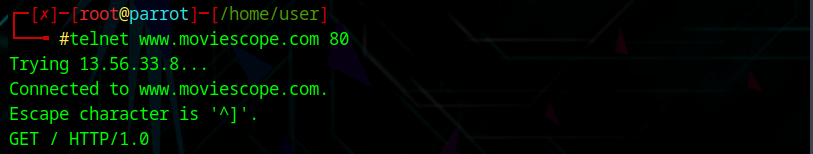 ┌─[✗]─[root@parrot]─[/home/user]
└──╼ #telnet www.moviescope.com 80
Trying 13.56.33.8...
Connected to www.moviescope.com.
Escape character is '^]'.
GET / HTTP/1.0